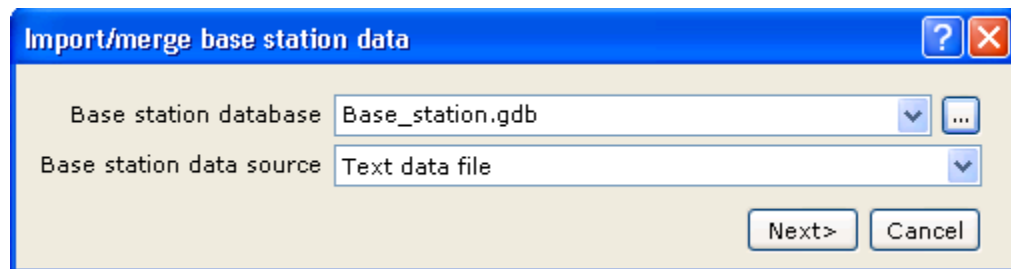 Import/merge base station data ?
Base station database Base_station.gdb ...
Base station data source Text data file
Next> Cancel